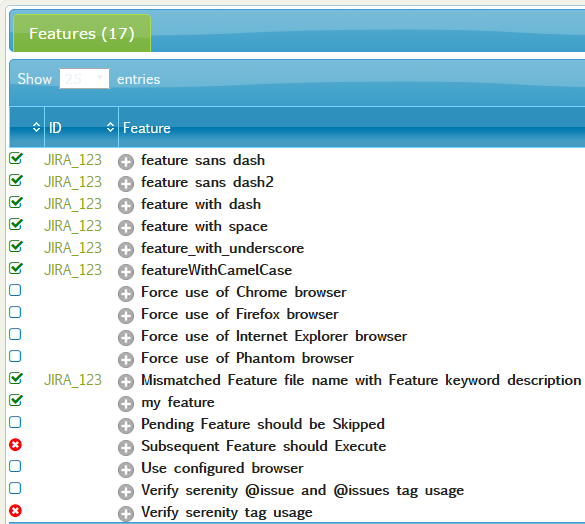 Features (17)
Show 25 entries
ID Feature
JIRA_123 feature sans dash
JIRA_123 feature sans dash2
JIRA_123 feature with dash
JIRA_123 feature with space
JIRA_123 feature_with_underscore
JIRA_123 featureWithCamelCase
Force use of Chrome browser
Force use of Firefox browser
Force use of Internet Explorer browser
Force use of Phantom browser
JIRA_123 Mismatched Feature file name with Feature keyword description
my feature
Pending Feature should be Skipped
Subsequent Feature should Execute
Use configured browser
Verify serenity @issue and @issues tag usage
Verify serenity tag usage